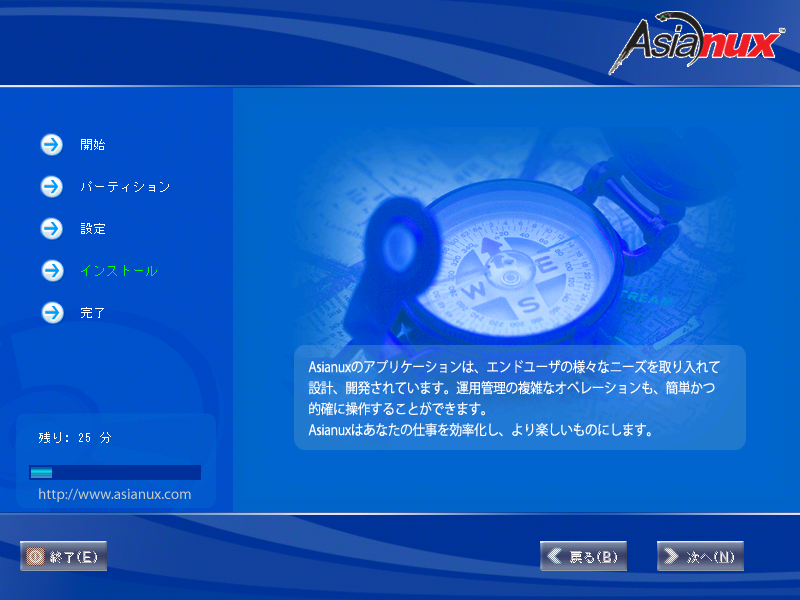 Asianux™
開始
パーティション
設定
インストール
完了
Asianuxのアプリケーションは、エンドユーザの様々なニーズを取り入れて
設計、開発されています。運用管理の複雑なオペレーションも、簡単かつ
的確に操作することができます。
Asianuxはあなたの仕事を効率化し、より楽しいものにします。
残り: 25 分
http://www.asianux.com
終了(E)
戻る(B)
次へ(N)
W
E
S
STREAM